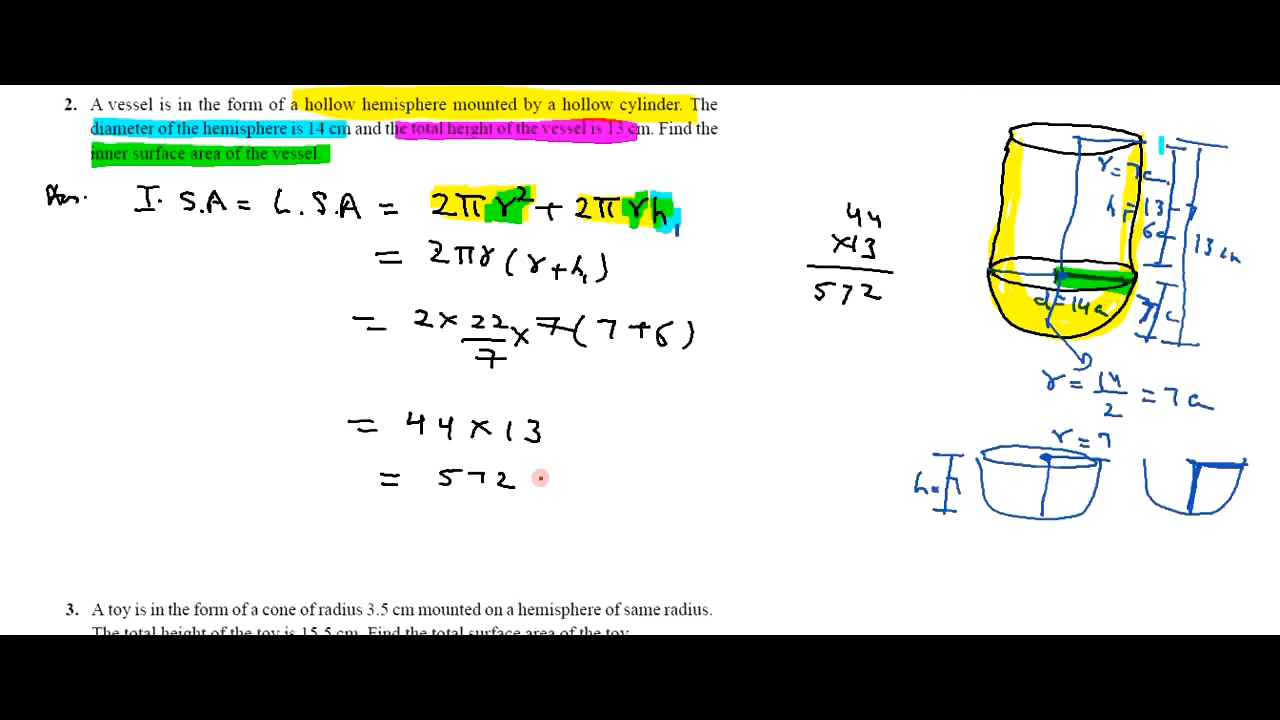 2. A vessel is in the form of a hollow hemisphere mounted by a hollow cylinder. The
diameter of the hemisphere is 14 cm and the total height of the vessel is 13 cm. Find the
inner surface area of the vessel.
Ans. I. S.A = L.S.A = 2πr² + 2πrh₁
= 2πr(r+h₁)
= 2×22/7×7(7+6)
= 44×13
= 572
44
×13
572
r=7c
h₁=13-7
13 cm
d=14c
r=14/2=7c
r=7
3. A toy is in the form of a cone of radius 3.5 cm mounted on a hemisphere of same radius.
The total height of the toy is 15.5 cm. Find the total surface area of the toy.